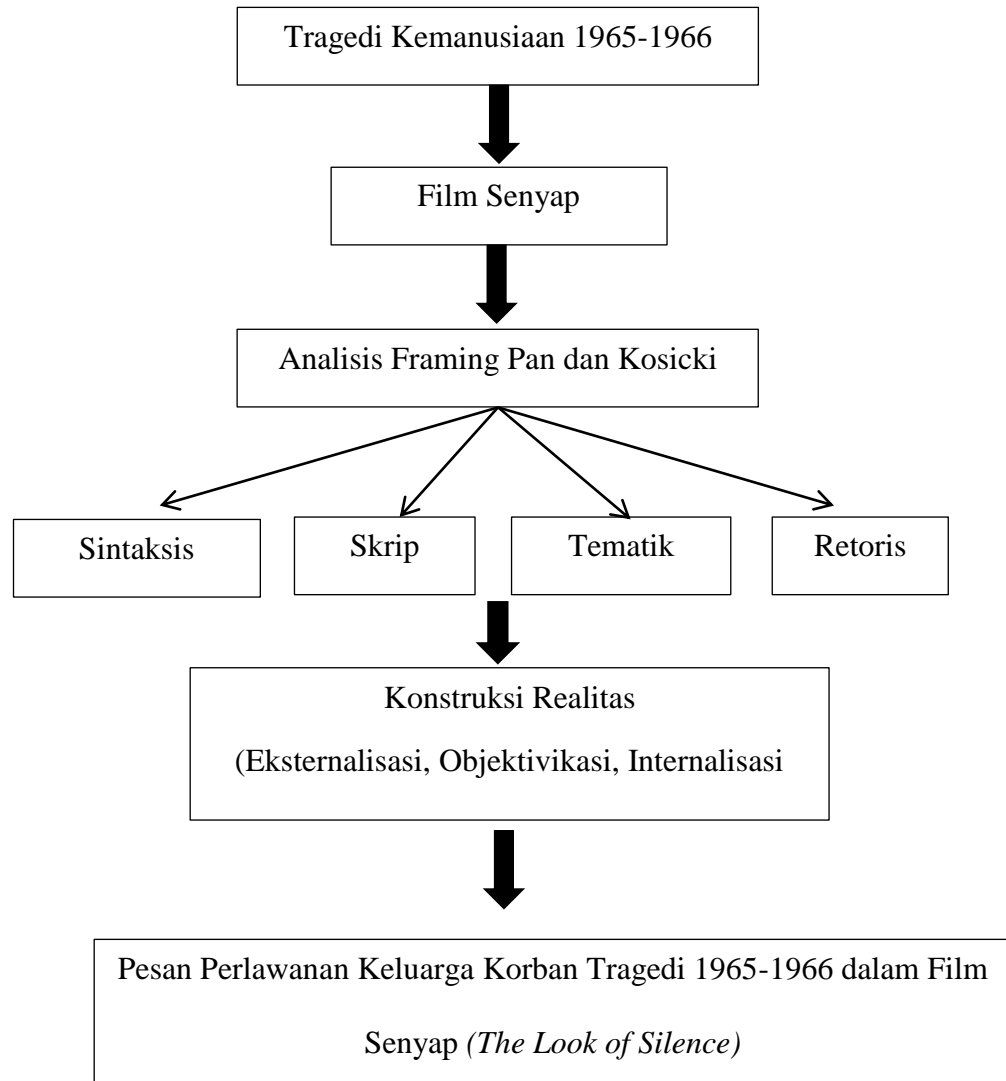 Tragedi Kemanusiaan 1965-1966
Film Senyap
Analisis Framing Pan dan Kosicki
Sintaksis
Skrip
Tematik
Retoris
Konstruksi Realitas
(Eksternalisasi, Objektivikasi, Internalisasi
Pesan Perlawanan Keluarga Korban Tragedi 1965-1966 dalam Film
Senyap (The Look of Silence)